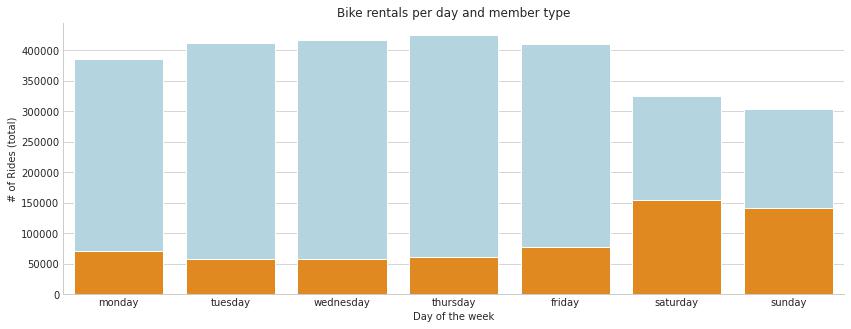 Bike rentals per day and member type
# of Rides (total)
400000
350000
300000
250000
200000
150000
100000
50000
0
monday tuesday wednesday thursday friday saturday sunday
Day of the week